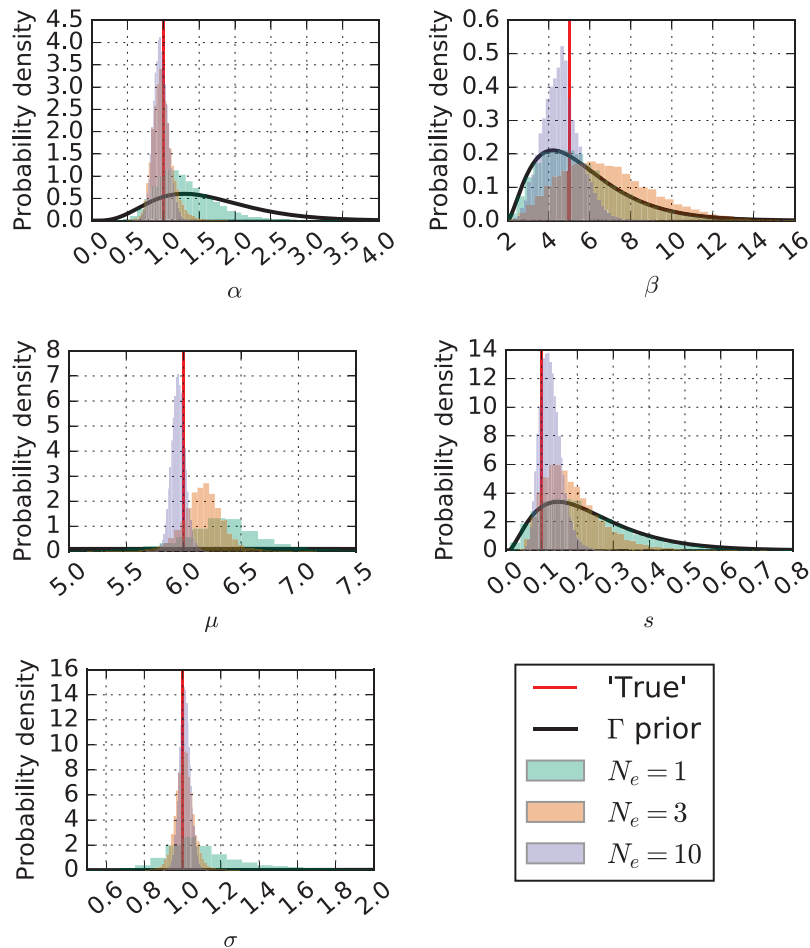 Probability density
4.5
4.0
3.5
3.0
2.5
2.0
1.5
1.0
0.5
0.0
0.0 0.5 1.0 1.5 2.0 2.5 3.0 3.5 4.0
α
Probability density
0.6
0.5
0.4
0.3
0.2
0.1
0.0
2 4 6 8 10 12 14 16
β
Probability density
8
7
6
5
4
3
2
1
0
5.0 5.5 6.0 6.5 7.0 7.5
μ
Probability density
14
12
10
8
6
4
2
0
0.0 0.1 0.2 0.3 0.4 0.5 0.6 0.7 0.8
s
Probability density
16
14
12
10
8
6
4
2
0
0.6 0.8 1.0 1.2 1.4 1.6 1.8 2.0
σ
'True'
Γ prior
N_e = 1
N_e = 3
N_e = 10